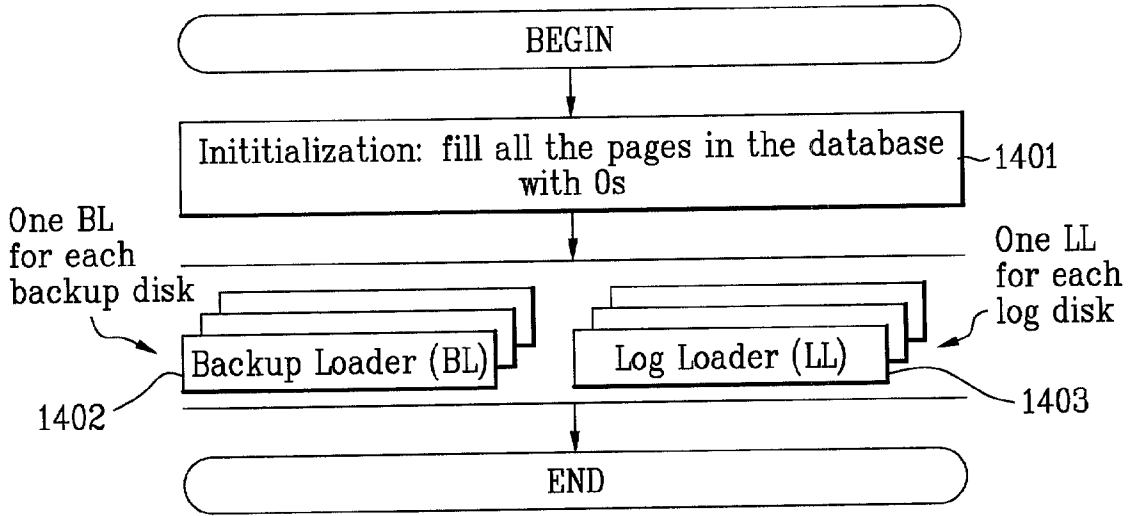 BEGIN
Inititialization: fill all the pages in the database
with 0s
1401
One BL
for each
backup disk
One LL
for each
log disk
Backup Loader (BL)
Log Loader (LL)
1402
1403
END